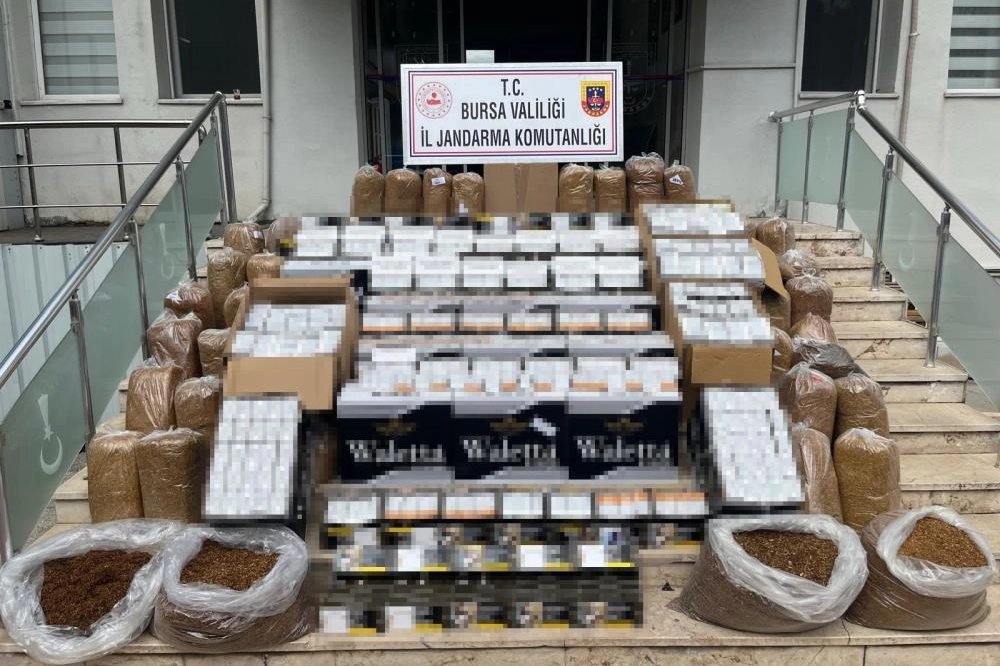 T.C.
BURSA VALİLİĞİ
İL JANDARMA KOMUTANLIĞI
Waletta Waletta Waletta